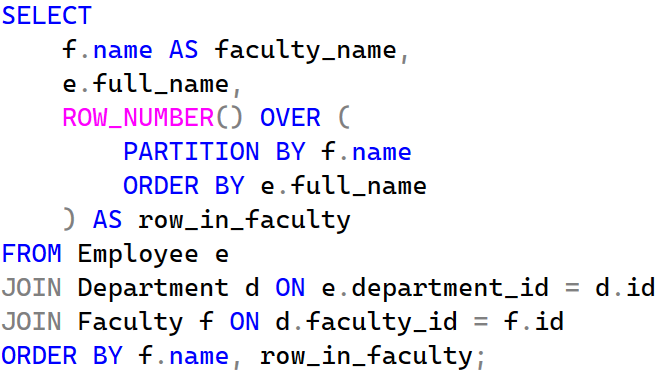 SELECT
    f.name AS faculty_name,
    e.full_name,
    ROW_NUMBER() OVER (
        PARTITION BY f.name
        ORDER BY e.full_name
    ) AS row_in_faculty
FROM Employee e
JOIN Department d ON e.department_id = d.id
JOIN Faculty f ON d.faculty_id = f.id
ORDER BY f.name, row_in_faculty;